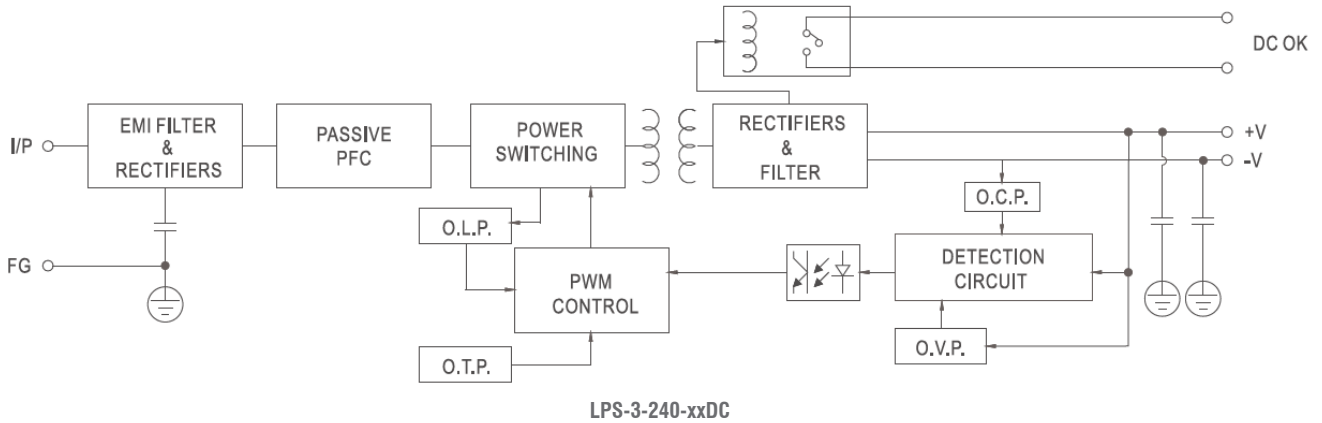 DC OK
I/P
EMI FILTER
&
RECTIFIERS
PASSIVE
PFC
POWER
SWITCHING
RECTIFIERS
&
FILTER
+V
-V
O.L.P.
O.C.P.
FG
PWM
CONTROL
DETECTION
CIRCUIT
O.T.P.
O.V.P.
LPS-3-240-xxDC